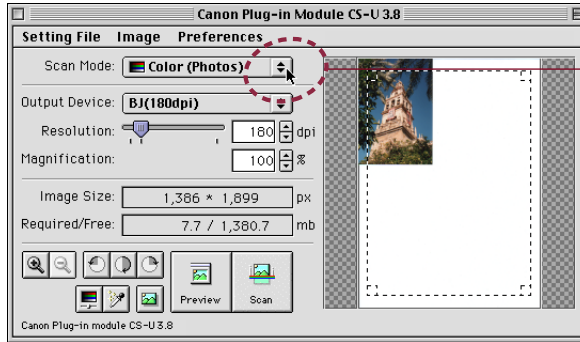 Canon Plug-in Module CS-U 3.8
Setting File Image Preferences
Scan Mode: Color (Photos)
Output Device: BJ(180dpi)
Resolution: 180 dpi
Magnification: 100 %
Image Size: 1,386 * 1,899 px
Required/Free: 7.7 / 1,380.7 mb
Preview Scan
Canon Plug-in module CS-U3.8